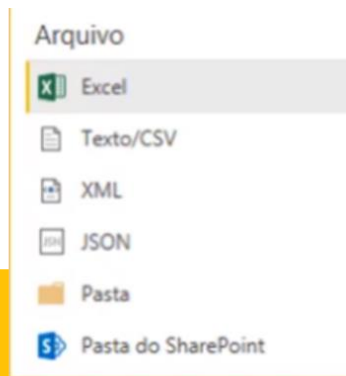 Arquivo
Excel
Texto/CSV
XML
JSON
Pasta
Pasta do SharePoint